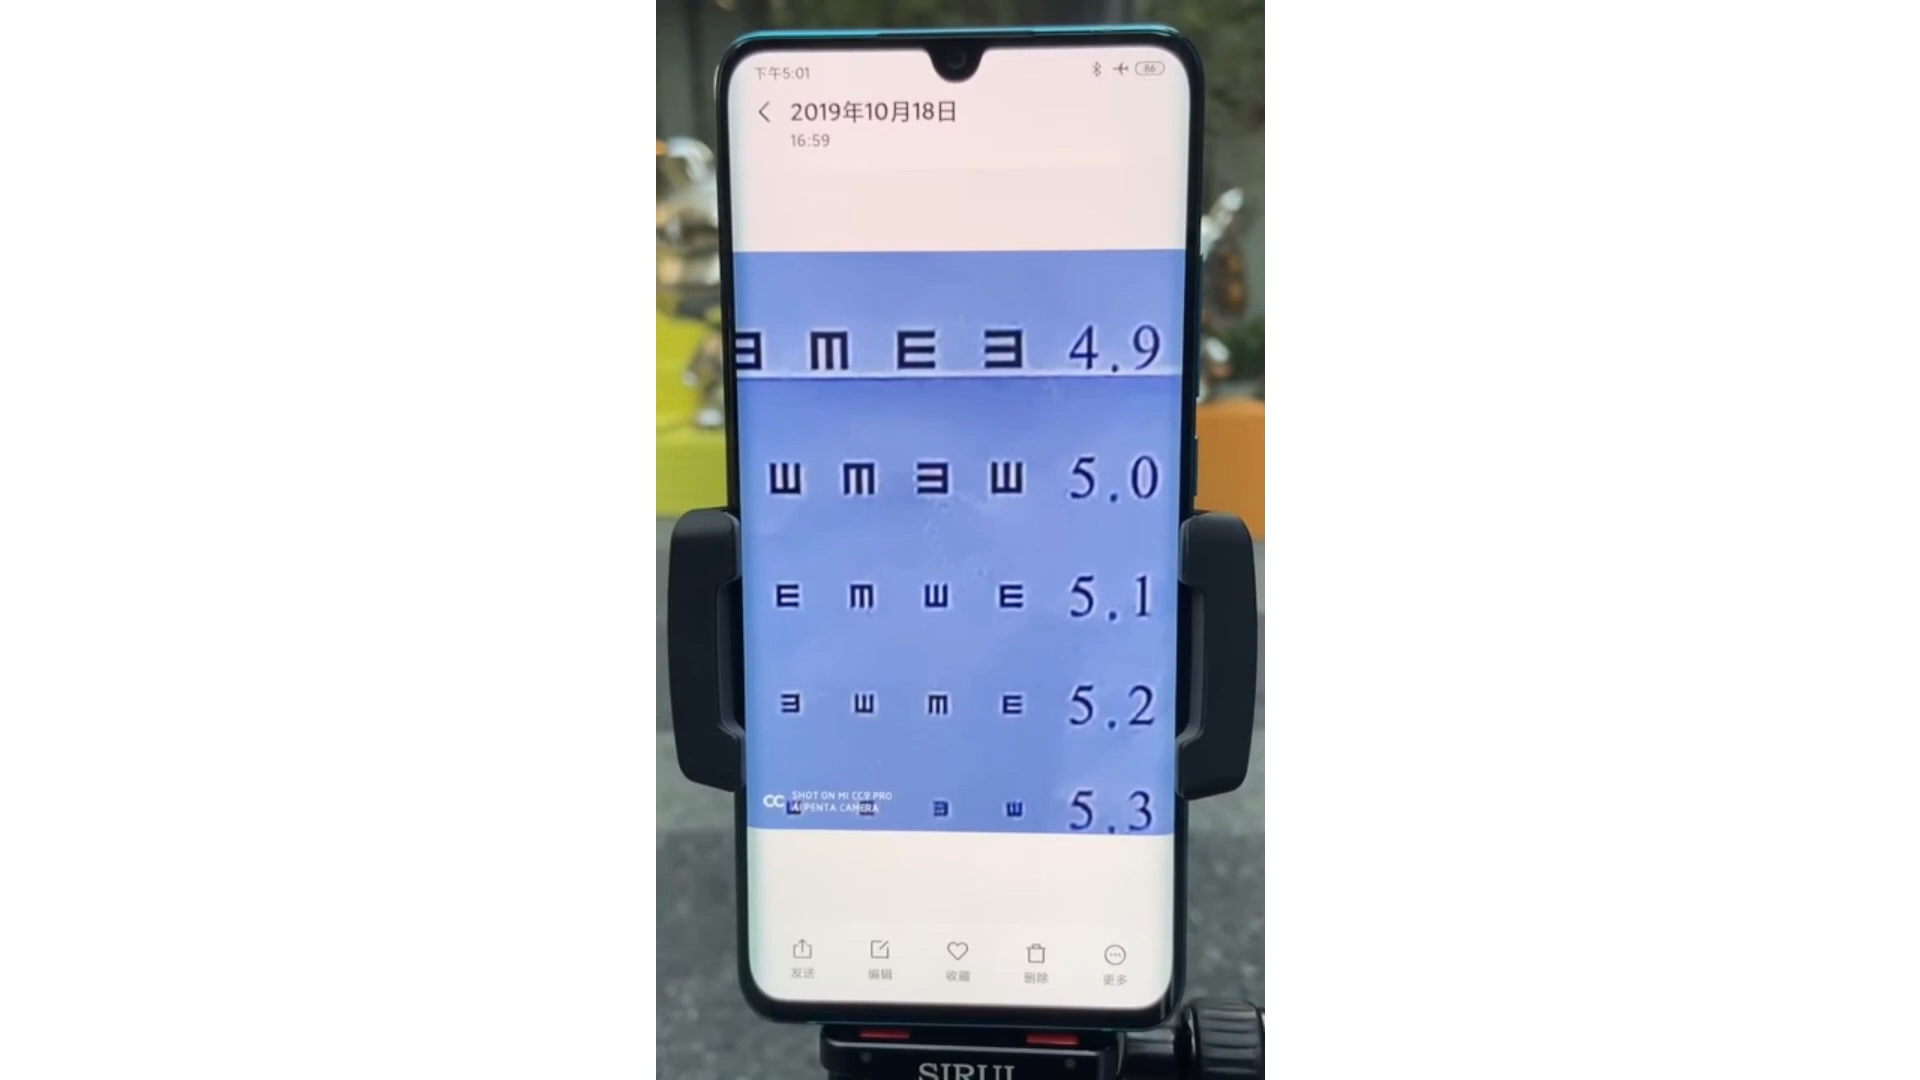 下午5:01
86
2019年10月18日
16:59
4.9
5.0
5.1
5.2
SHOT ON MI CC9 PRO
CC
AI PENTA CAMERA
5.3
发送 编辑 收藏 删除 更多
SIRUI